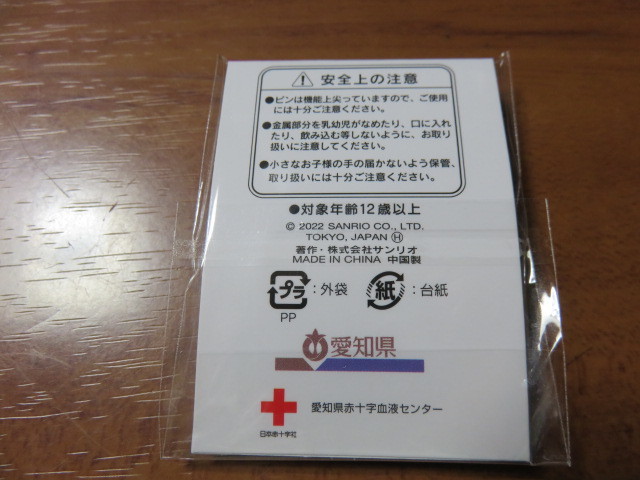 安全上の注意
●ピンは機能上尖っていますので、ご使用
には十分ご注意ください。
●金属部分を乳幼児がなめたり、口に入れ
たり、飲み込む等しないように、お取り
扱いに注意してください。
●小さなお子様の手の届かないよう保管、
取り扱いには十分ご注意ください。
●対象年齢12歳以上
© 2022 SANRIO CO., LTD.
TOKYO, JAPAN Ⓗ
著作・株式会社サンリオ
MADE IN CHINA 中国製
プラ : 外袋 紙 : 台紙
PP
愛知県
愛知県赤十字血液センター
日本赤十字社